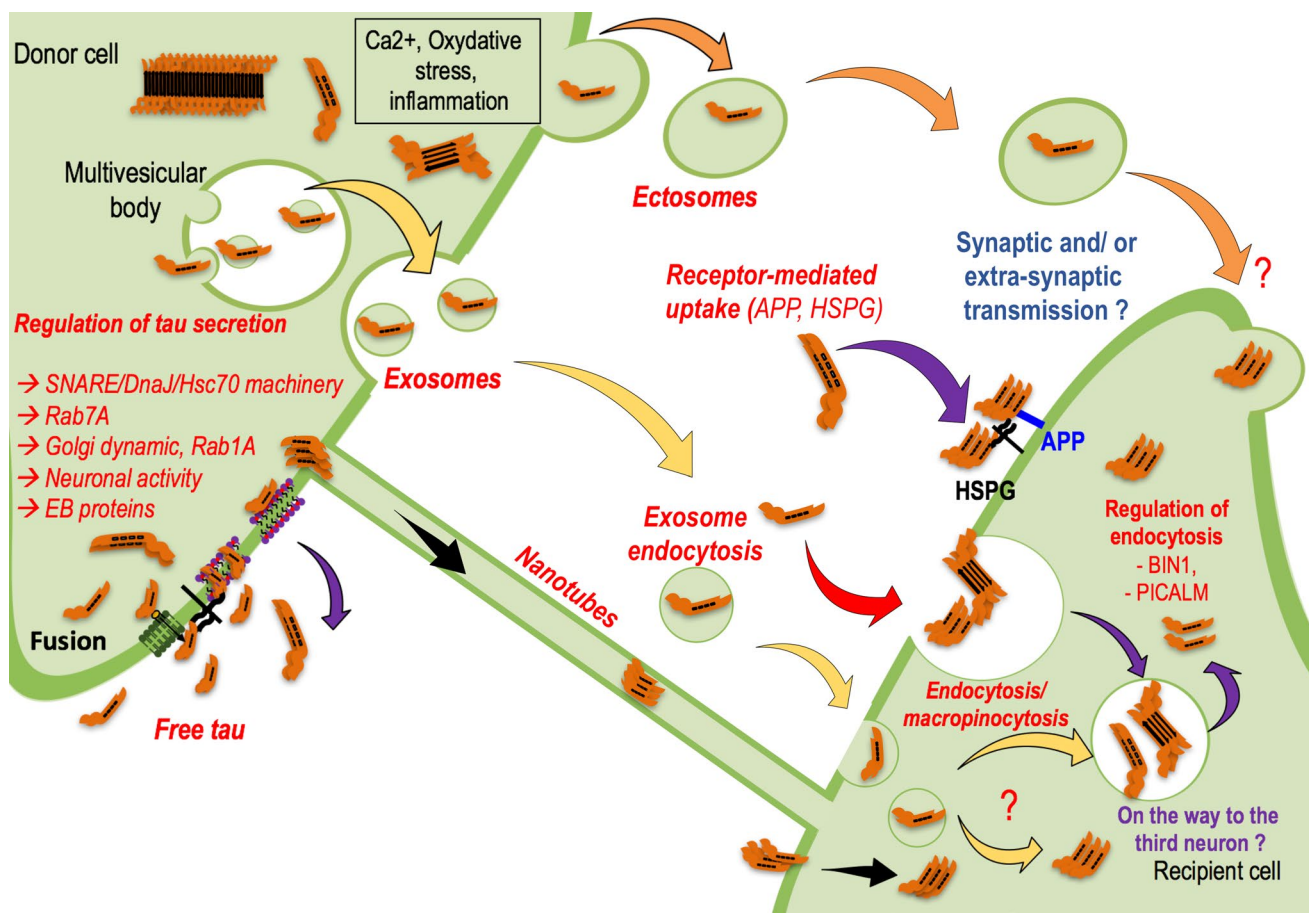 Donor cell
Ca2+, Oxydative
stress,
inflammation
Multivesicular
body
Ectosomes
Synaptic and/ or
extra-synaptic
transmission ?
?
Receptor-mediated
uptake (APP, HSPG)
Regulation of tau secretion
→ SNARE/DnaJ/Hsc70 machinery
→ Rab7A
→ Golgi dynamic, Rab1A
→ Neuronal activity
→ EB proteins
Exosomes
APP
HSPG
Exosome
endocytosis
Regulation of
endocytosis
- BIN1,
- PICALM
Nanotubes
Fusion
Free tau
Endocytosis/
macropinocytosis
?
On the way to the
third neuron ?
Recipient cell